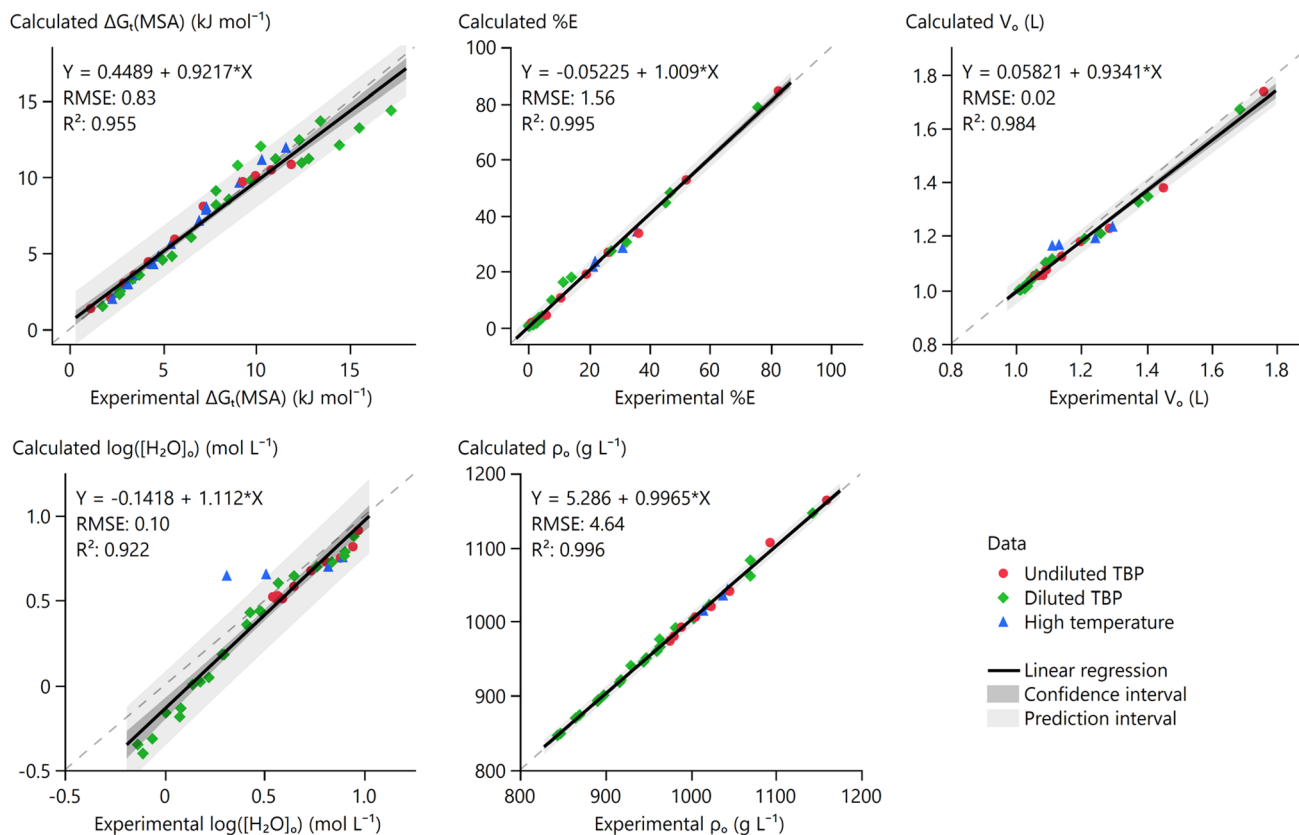 Calculated ΔGₜ(MSA) (kJ mol⁻¹)
Y = 0.4489 + 0.9217*X
RMSE: 0.83
R²: 0.955
15
10
5
0
0 5 10 15
Experimental ΔGₜ(MSA) (kJ mol⁻¹)
Calculated %E
100
Y = -0.05225 + 1.009*X
RMSE: 1.56
R²: 0.995
80
60
40
20
0
0 20 40 60 80 100
Experimental %E
Calculated Vₒ (L)
Y = 0.05821 + 0.9341*X
RMSE: 0.02
R²: 0.984
1.8
1.6
1.4
1.2
1.0
0.8
0.8 1.0 1.2 1.4 1.6 1.8
Experimental Vₒ (L)
Calculated log([H₂O]ₒ) (mol L⁻¹)
Y = -0.1418 + 1.112*X
RMSE: 0.10
R²: 0.922
1.0
0.5
0
-0.5
-0.5 0 0.5 1.0
Experimental log([H₂O]ₒ) (mol L⁻¹)
Calculated ρₒ (g L⁻¹)
1200
Y = 5.286 + 0.9965*X
RMSE: 4.64
R²: 0.996
1100
1000
900
800
800 900 1000 1100 1200
Experimental ρₒ (g L⁻¹)
Data
Undiluted TBP
Diluted TBP
High temperature
Linear regression
Confidence interval
Prediction interval